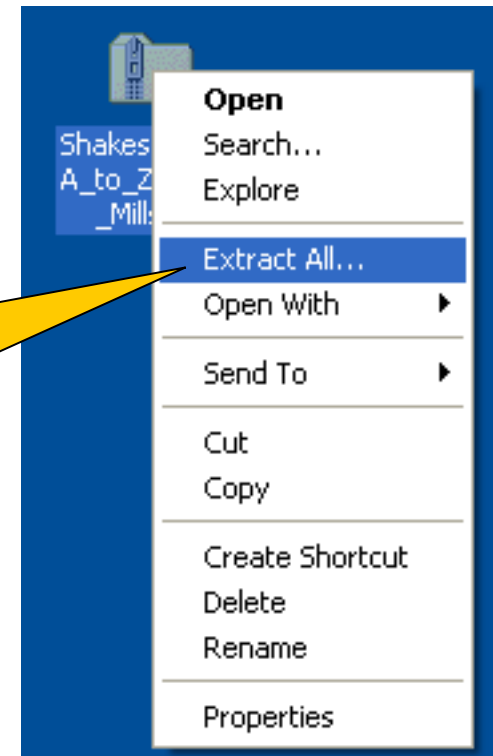 Shakes
A_to_Z
_Mills
Open
Search...
Explore
Extract All...
Open With
Send To
Cut
Copy
Create Shortcut
Delete
Rename
Properties